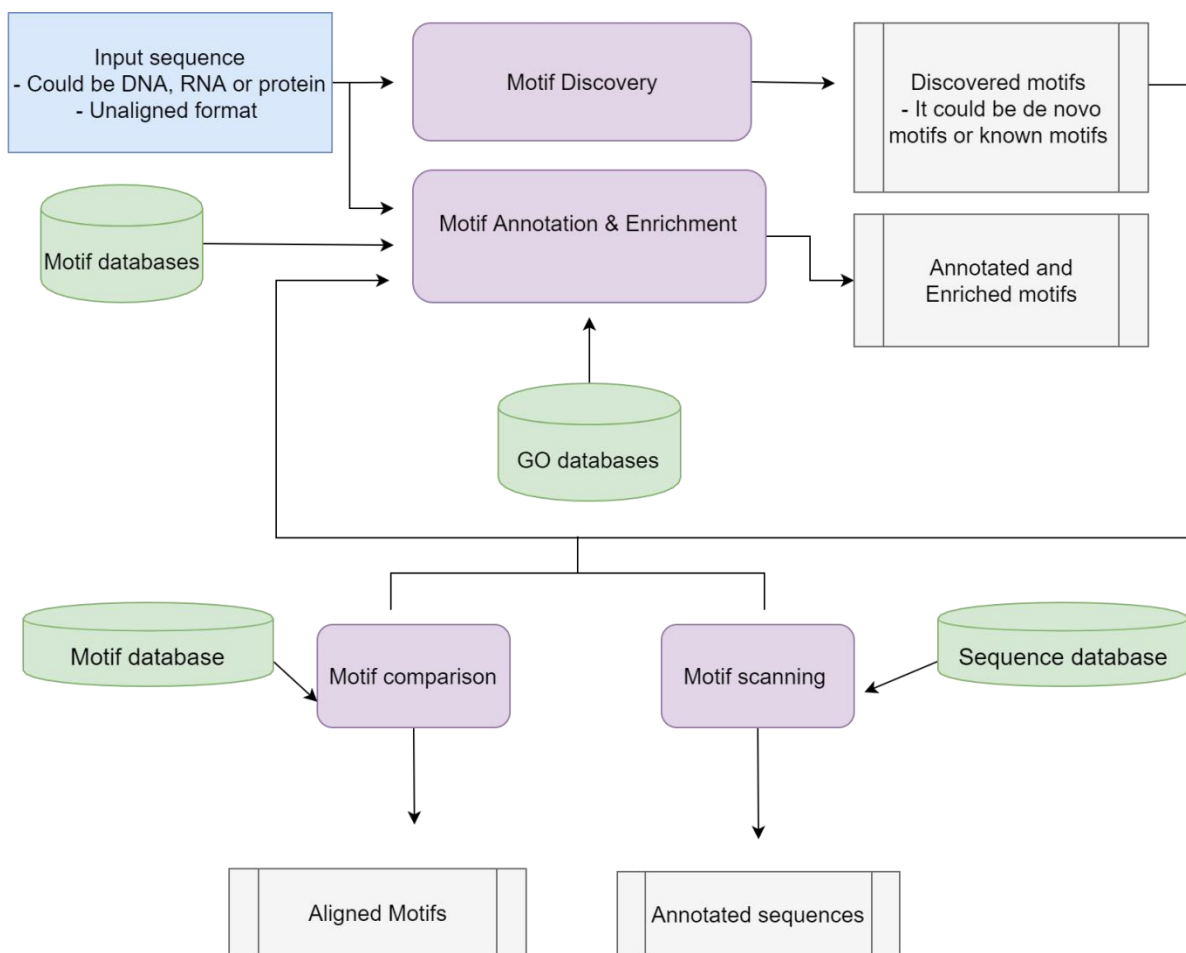 Input sequence
- Could be DNA, RNA or protein
- Unaligned format
Motif Discovery
Discovered motifs
- It could be de novo
motifs or known motifs
Motif databases
Motif Annotation & Enrichment
Annotated and
Enriched motifs
GO databases
Motif database
Motif comparison
Motif scanning
Sequence database
Aligned Motifs
Annotated sequences